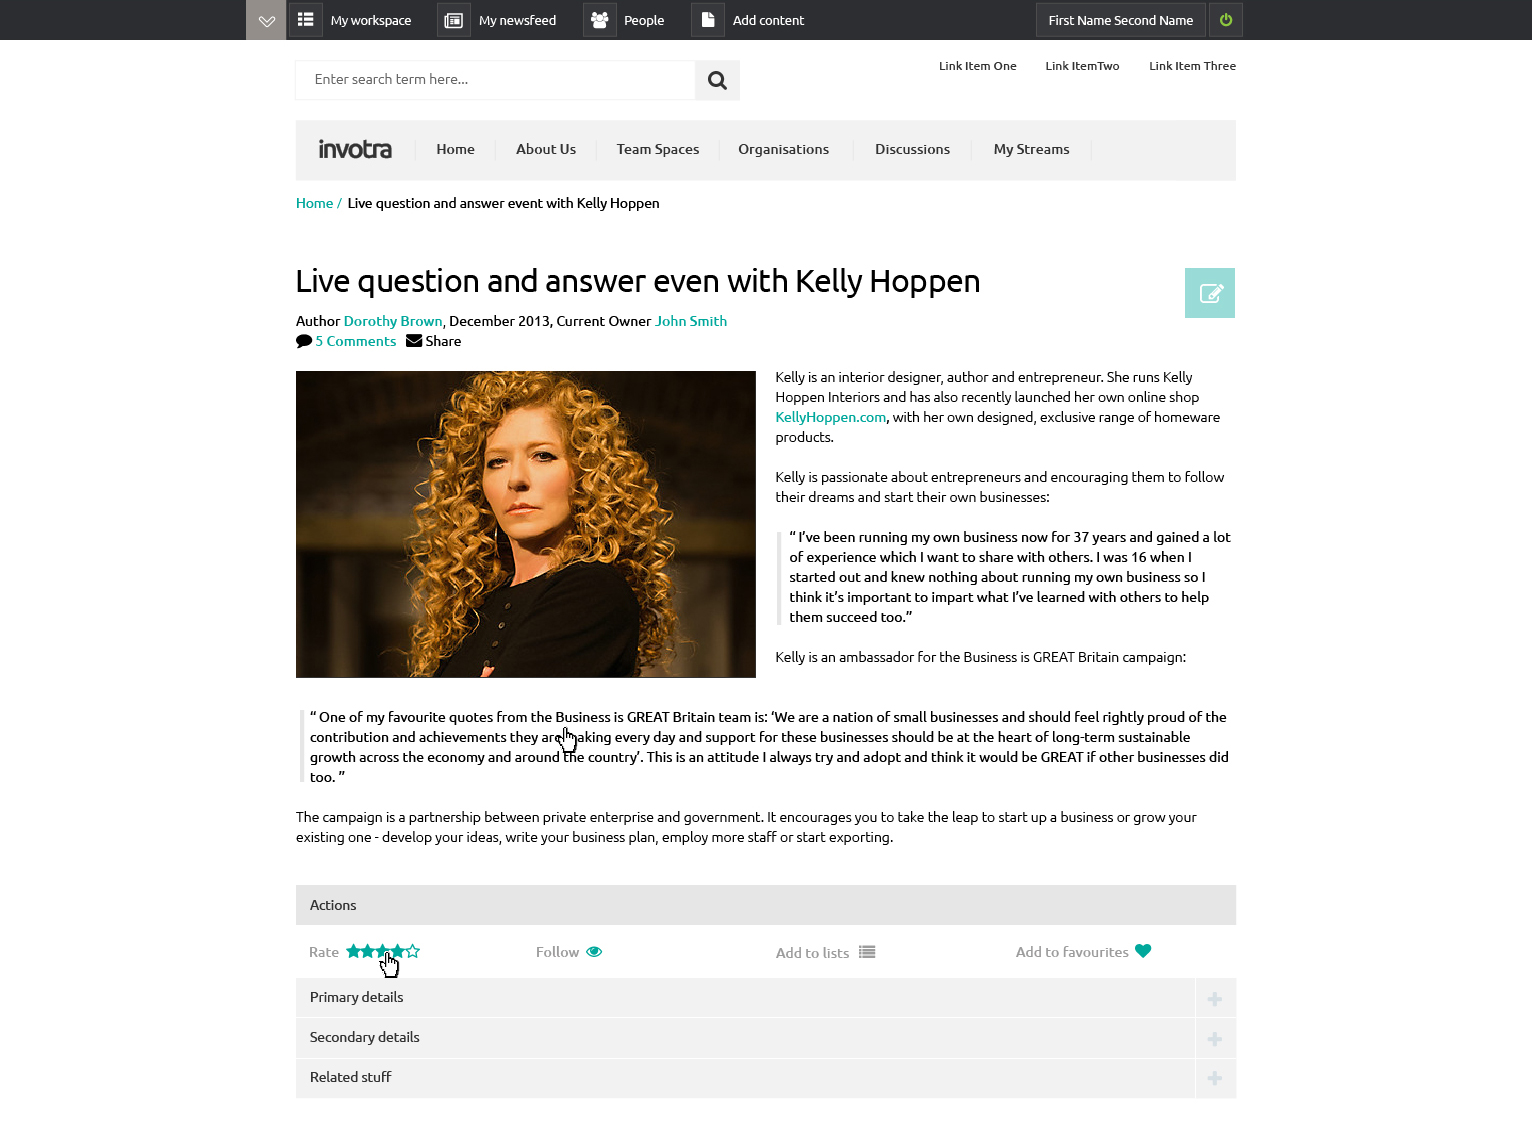 My workspace
My newsfeed
People
Add content
First Name Second Name
Enter search term here...
Link Item One
Link ItemTwo
Link Item Three
invotra
Home
About Us
Team Spaces
Organisations
Discussions
My Streams
Home / Live question and answer event with Kelly Hoppen
Live question and answer even with Kelly Hoppen
Author Dorothy Brown, December 2013, Current Owner John Smith
5 Comments Share
Kelly is an interior designer, author and entrepreneur. She runs Kelly
Hoppen Interiors and has also recently launched her own online shop
KellyHoppen.com, with her own designed, exclusive range of homeware
products.
Kelly is passionate about entrepreneurs and encouraging them to follow
their dreams and start their own businesses:
“ I’ve been running my own business now for 37 years and gained a lot
of experience which I want to share with others. I was 16 when I
started out and knew nothing about running my own business so I
think it’s important to impart what I’ve learned with others to help
them succeed too.”
Kelly is an ambassador for the Business is GREAT Britain campaign:
“ One of my favourite quotes from the Business is GREAT Britain team is: ‘We are a nation of small businesses and should feel rightly proud of the
contribution and achievements they are making every day and support for these businesses should be at the heart of long-term sustainable
growth across the economy and around the country’. This is an attitude I always try and adopt and think it would be GREAT if other businesses did
too. ”
The campaign is a partnership between private enterprise and government. It encourages you to take the leap to start up a business or grow your
existing one - develop your ideas, write your business plan, employ more staff or start exporting.
Actions
Rate
Follow
Add to lists
Add to favourites
Primary details
Secondary details
Related stuff